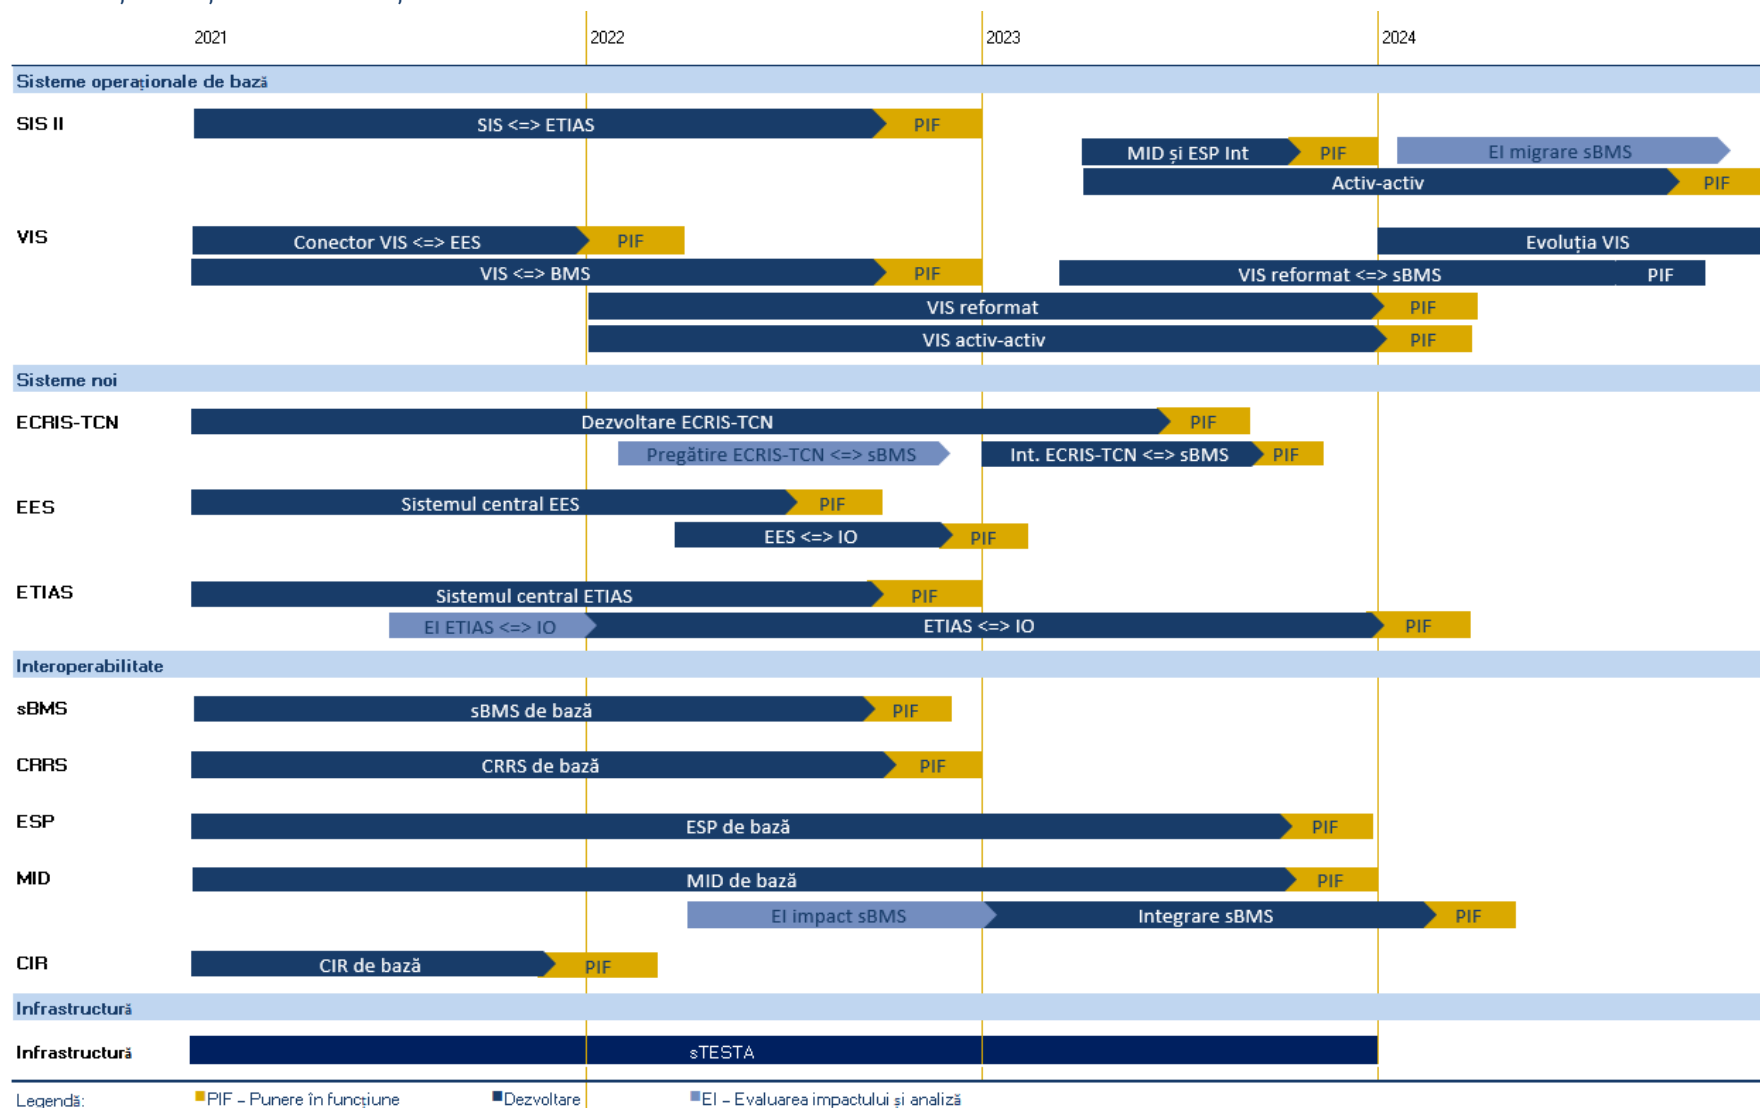 2021 2022 2023 2024
Sisteme operaționale de bază
SIS II
SIS <=> ETIAS PIF
MID și ESP Int PIF EI migrare sBMS
Activ-activ PIF
VIS
Conector VIS <=> EES PIF Evoluția VIS
VIS <=> BMS PIF VIS reformat <=> sBMS PIF
VIS reformat PIF
VIS activ-activ PIF
Sisteme noi
ECRIS-TCN
Dezvoltare ECRIS-TCN PIF
Pregătire ECRIS-TCN <=> sBMS Int. ECRIS-TCN <=> sBMS PIF
EES
Sistemul central EES PIF
EES <=> IO PIF
ETIAS
Sistemul central ETIAS PIF
EI ETIAS <=> IO ETIAS <=> IO PIF
Interoperabilitate
sBMS
sBMS de bază PIF
CRRS
CRRS de bază PIF
ESP
ESP de bază PIF
MID
MID de bază PIF
EI impact sBMS Integrare sBMS PIF
CIR
CIR de bază PIF
Infrastructură
Infrastructură
sTESTA
Legendă: PIF – Punere în funcțiune Dezvoltare EI – Evaluarea impactului și analiză